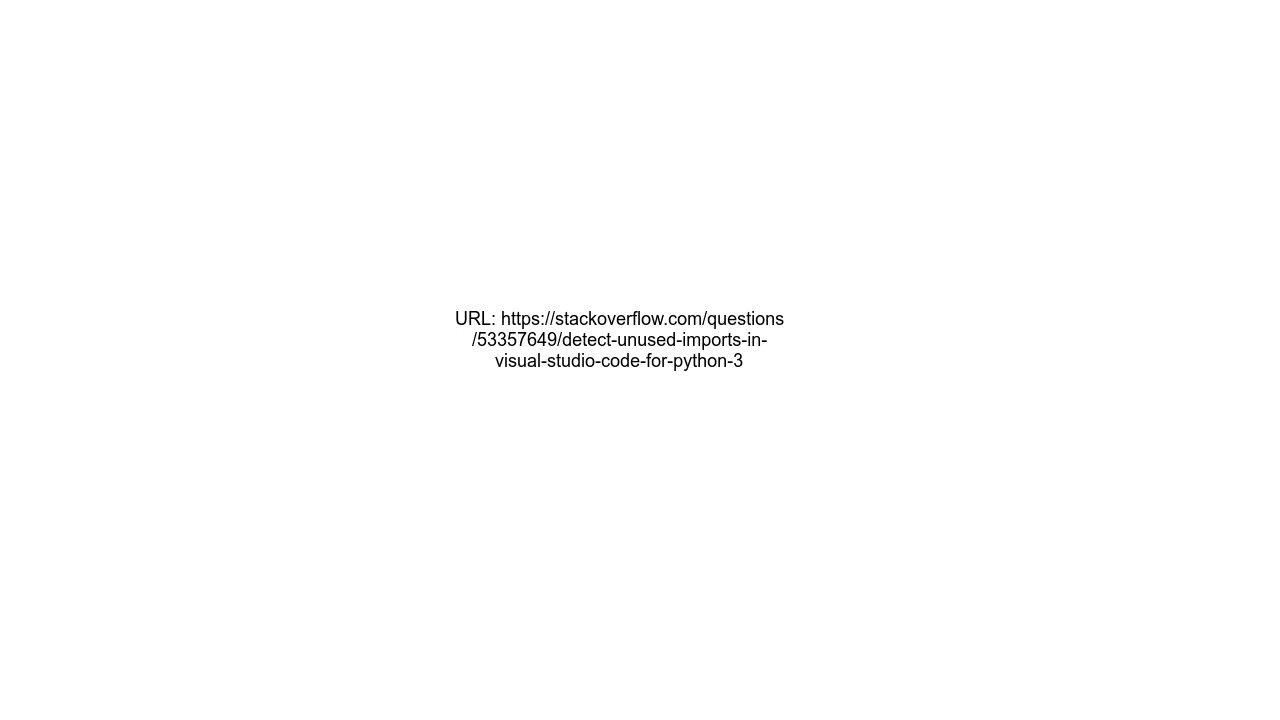 URL: https://stackoverflow.com/questions
/53357649/detect-unused-imports-in-
visual-studio-code-for-python-3